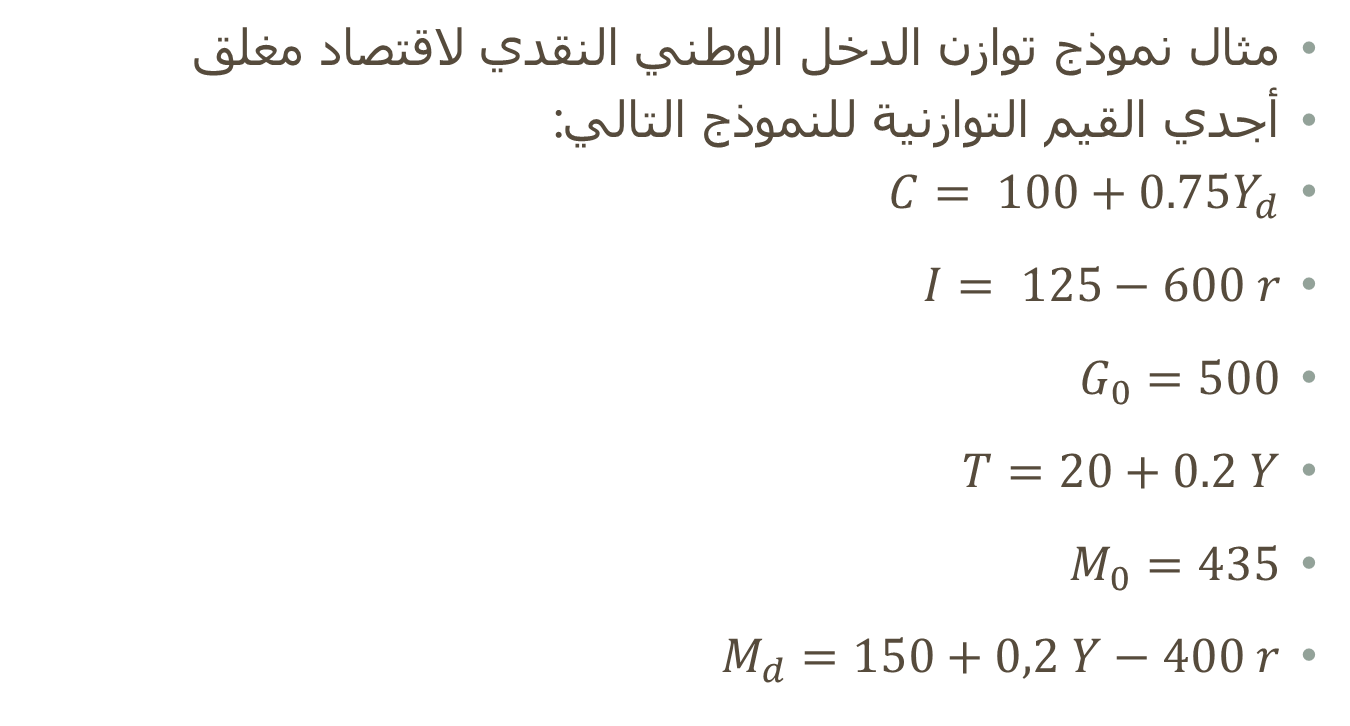 • مثال نموذج توازن الدخل الوطني النقدي لاقتصاد مغلق
• أجدي القيم التوازنية للنموذج التالي:
• C = 100 + 0.75Y_d
• I = 125 − 600 r
• G_0 = 500
• T = 20 + 0.2 Y
• M_0 = 435
• M_d = 150 + 0,2 Y − 400 r